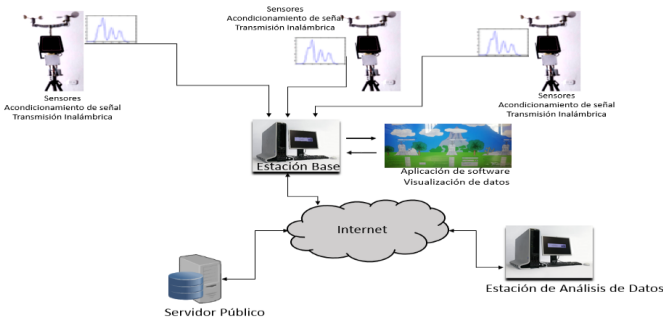 Sensores
Acondicionamiento de señal
Transmisión Inalámbrica
Sensores
Acondicionamiento de señal
Transmisión Inalámbrica
Sensores
Acondicionamiento de señal
Transmisión Inalámbrica
Estación Base
Aplicación de software
Visualización de datos
Internet
Estación de Análisis de Datos
Servidor Público